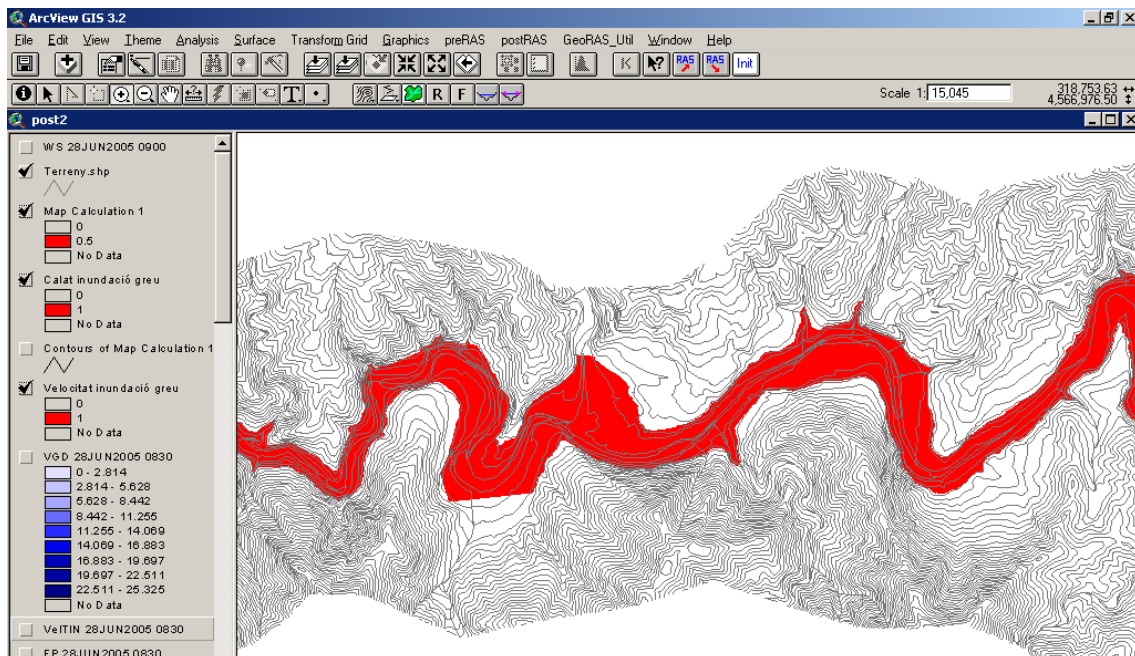 ArcView GIS 3.2
File Edit View Theme Analysis Surface Transform Grid Graphics preRAS postRAS GeoRAS_Util Window Help
K ? RAS RAS Init
T R F Scale 1: 15,045 318,753.63
4,566,976.50
post2
WS 28JUN2005 0900
Terreny.shp
Map Calculation 1
0
0.5
No Data
Calat inundació greu
0
1
No Data
Contours of Map Calculation 1
Velocitat inundació greu
0
1
No Data
VGD 28JUN2005 0830
0 - 2.814
2.814 - 5.628
5.628 - 8.442
8.442 - 11.255
11.255 - 14.069
14.069 - 16.883
16.883 - 19.697
19.697 - 22.511
22.511 - 25.325
No Data
VelTIN 28JUN2005 0830
FP 28JUN2005 0830